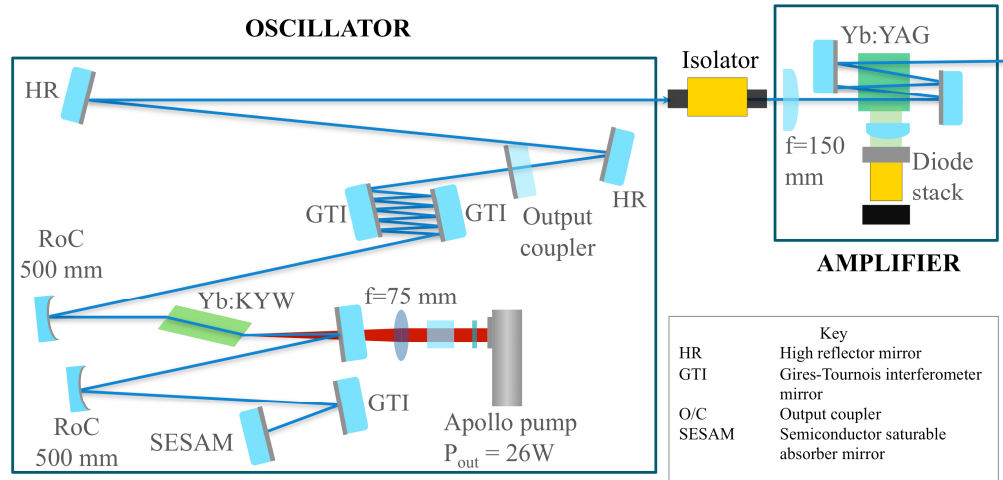 OSCILLATOR
Yb:YAG
Isolator
HR
f=150
mm
Diode
stack
HR
GTI
GTI
Output
coupler
RoC
500 mm
AMPLIFIER
Yb:KYW
f=75 mm
GTI
RoC
500 mm
SESAM
Apollo pump
Pout = 26W
Key
HR High reflector mirror
GTI Gires-Tournois interferometer
mirror
O/C Output coupler
SESAM Semiconductor saturable
absorber mirror